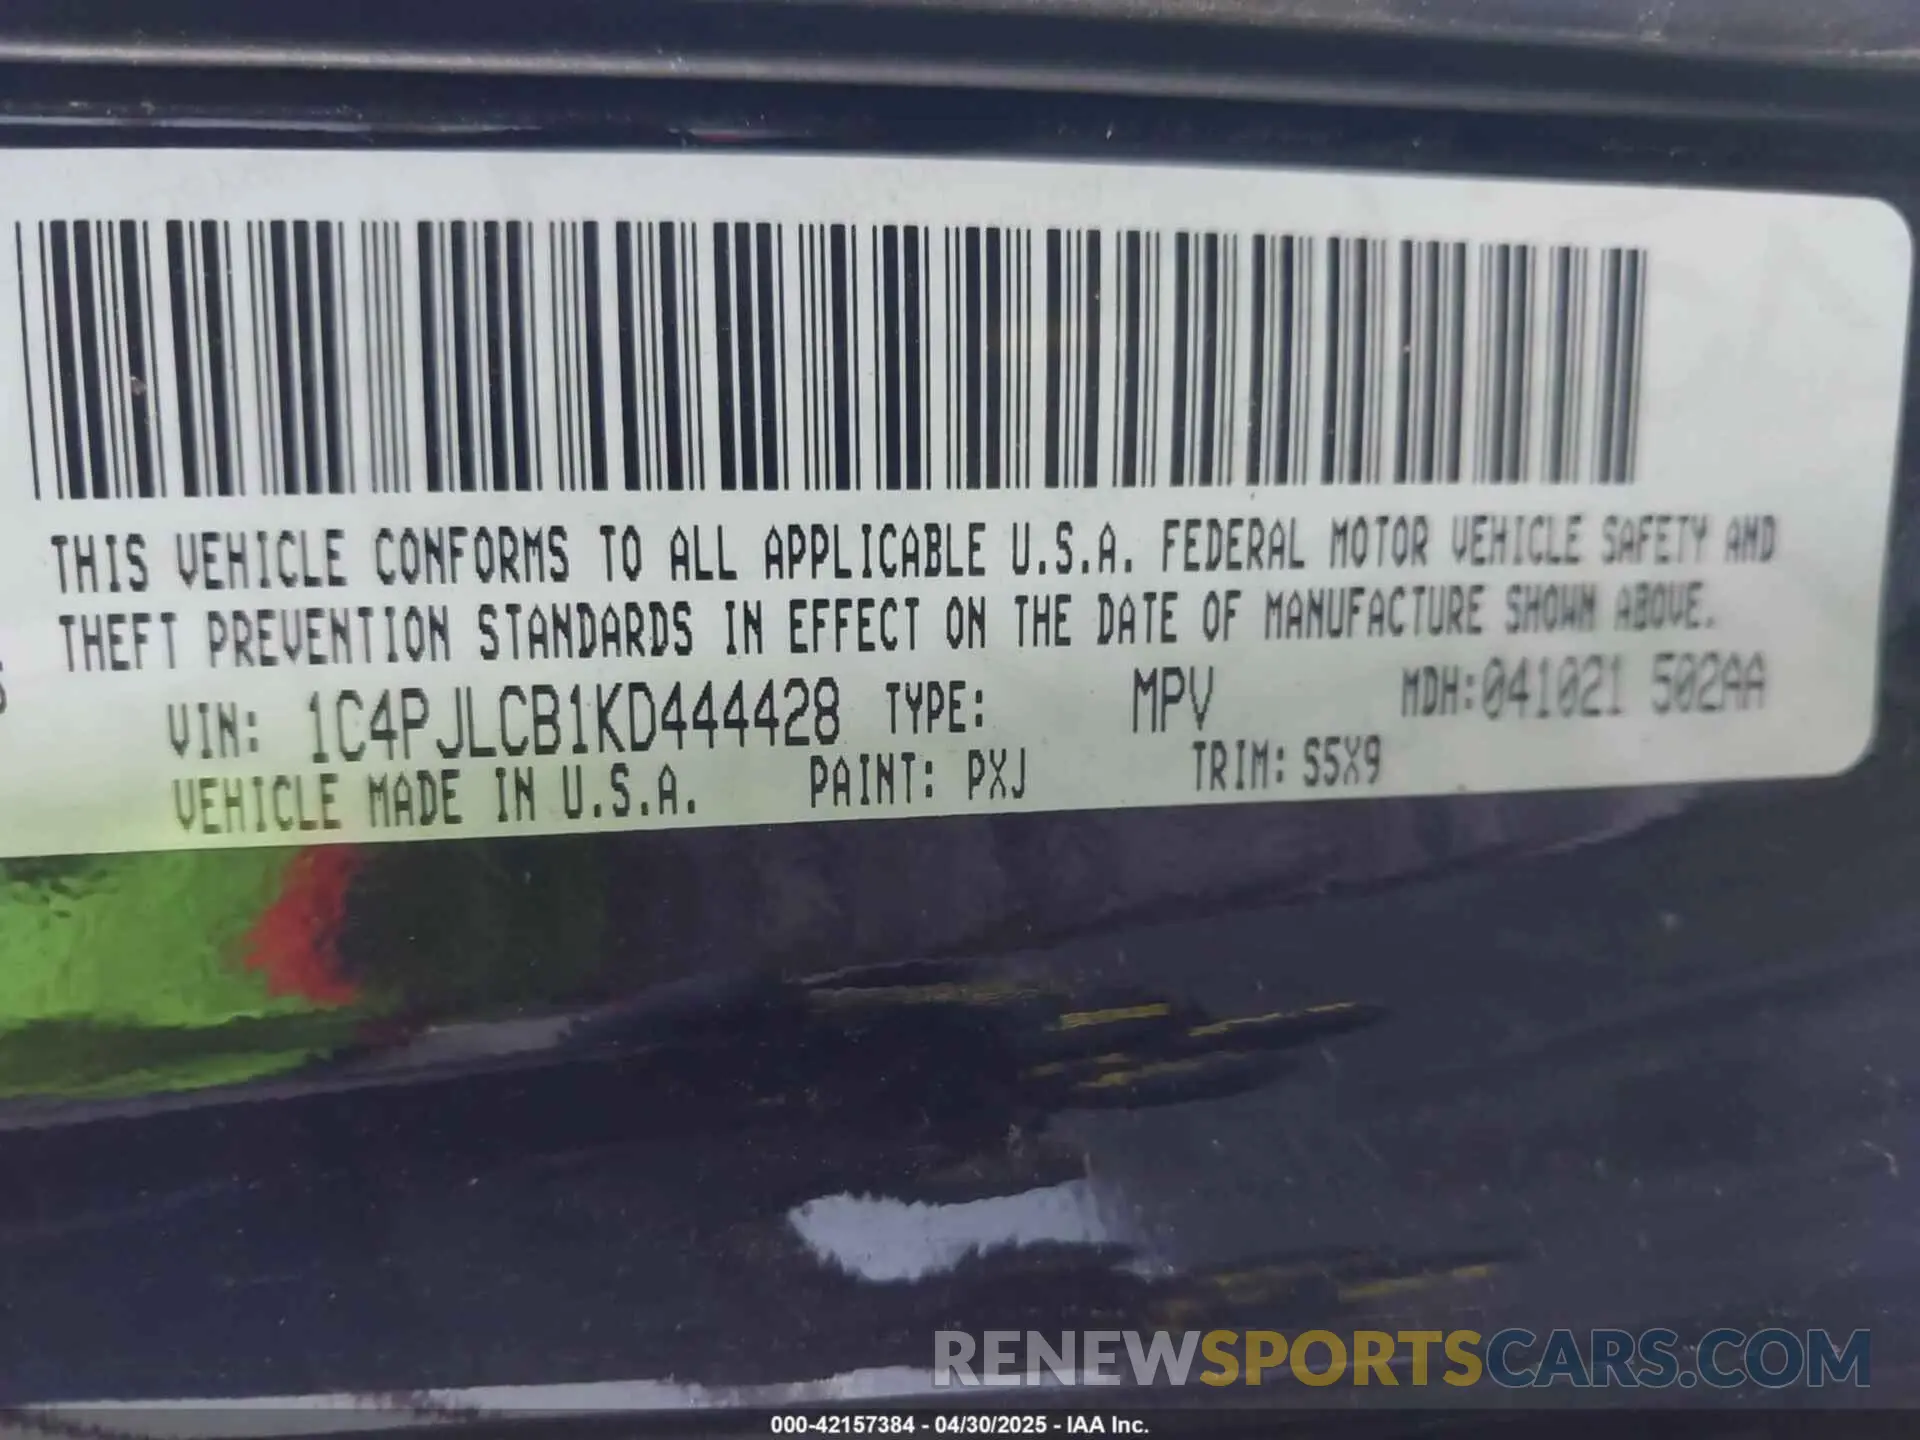 THIS VEHICLE CONFORMS TO ALL APPLICABLE U.S.A. FEDERAL MOTOR VEHICLE SAFETY AND
THEFT PREVENTION STANDARDS IN EFFECT ON THE DATE OF MANUFACTURE SHOWN ABOVE.
VIN: 1C4PJLCB1KD444428 TYPE: MPV MDH:041021 502AA
VEHICLE MADE IN U.S.A. PAINT: PXJ TRIM: S5X9
RENEWSPORTSCARS.COM
000-42157384 - 04/30/2025 - IAA Inc.